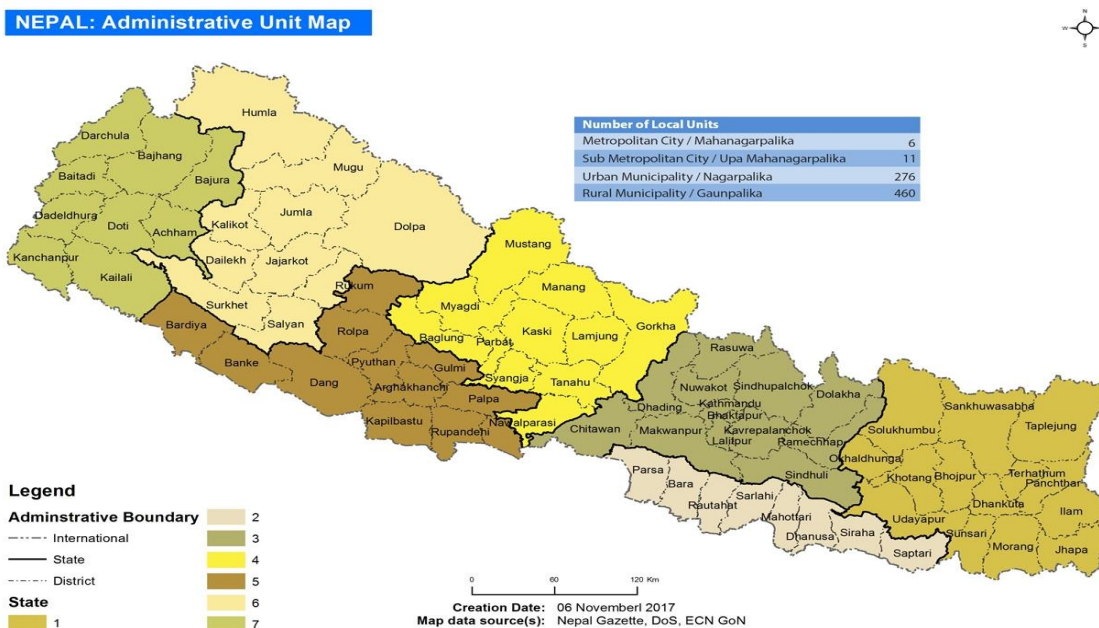 NEPAL: Administrative Unit Map
N
W
E
S
Number of Local Units
Metropolitan City / Mahanagarpalika 6
Sub Metropolitan City / Upa Mahanagarpalika 11
Urban Municipality / Nagarpalika 276
Rural Municipality / Gaunpalika 460
Humla
Darchula
Bajhang
Mugu
Baitadi
Bajura
Jumla
Dadeldhura
Doti
Achham
Kalikot
Dolpa
Mustang
Kanchanpur
Dailekh
Jajarkot
Kailali
Rukum
Manang
Surkhet
Myagdi
Salyan
Bardiya
Rolpa
Kaski
Lamjung
Gorkha
Baglung
Parbat
Rasuwa
Banke
Pyuthan
Gulmi
Syangja
Tanahu
Dang
Arghakhanchi
Palpa
Nuwakot
Sindhupalchok
Dolakha
Kathmandu
Dhading
Bhaktapur
Sankhuwasabha
Kapilbastu
Rupandehi
Nawalparasi
Chitawan
Makwanpur
Kavrepalanchok
Lalitpur
Ramechhap
Solukhumbu
Taplejung
Okhaldhunga
Parsa
Bara
Sindhuli
Khotang
Bhojpur
Terhathum
Panchthar
Rautahat
Sarlahi
Mahottari
Dhankuta
Ilam
Udayapur
Dhanusa
Siraha
Sunsari
Morang
Jhapa
Saptari
Legend
Adminstrative Boundary
International
State
District
State
1
2
3
4
5
6
7
0 60 120 Km
Creation Date: 06 Novemberl 2017
Map data source(s): Nepal Gazette, DoS, ECN GoN